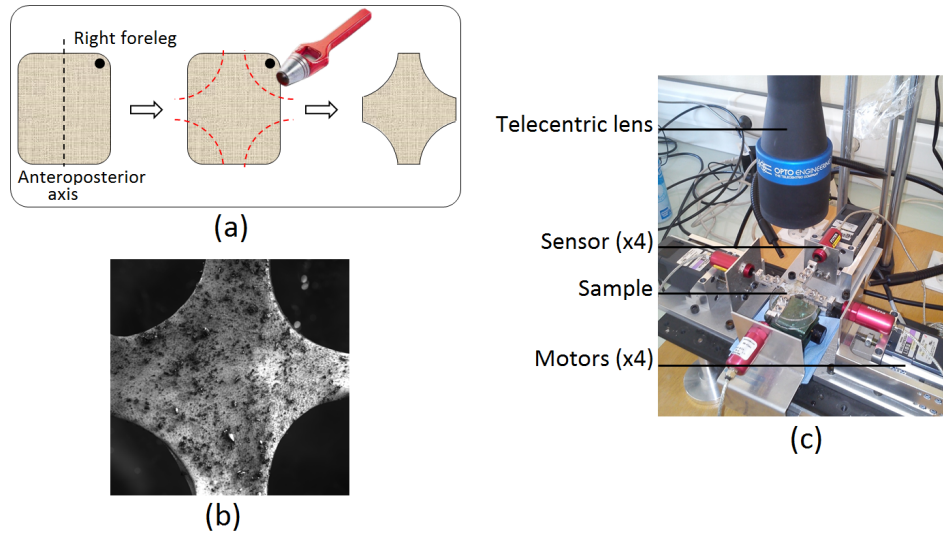 Right foreleg
Anteroposterior
axis
(a)
(b)
Telecentric lens
Sensor (x4)
Sample
Motors (x4)
OPTO ENGINEERING
(c)